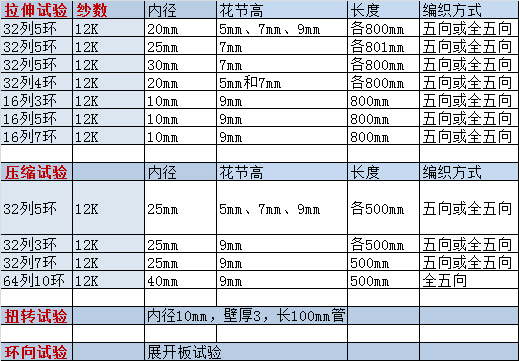 拉伸试验 纱数 内径 花节高 长度 编织方式
32列5环 12K 20mm 5mm、7mm、9mm 各800mm 五向或全五向
32列5环 12K 25mm 7mm 各801mm 五向或全五向
32列5环 12K 30mm 7mm 各800mm 五向或全五向
32列4环 12K 20mm 5mm和7mm 各800mm 五向或全五向
16列3环 12K 10mm 9mm 800mm 五向或全五向
16列5环 12K 10mm 9mm 800mm 五向或全五向
16列7环 12K 10mm 9mm 800mm 五向或全五向
压缩试验 内径 花节高 长度 编织方式
32列5环 12K 25mm 5mm、7mm、9mm 各500mm 五向或全五向
32列3环 12K 25mm 9mm 各500mm 五向或全五向
32列7环 12K 25mm 9mm 500mm 五向或全五向
64列10环 12K 40mm 9mm 500mm 全五向
扭转试验 内径10mm，壁厚3，长100mm管
环向试验 展开板试验